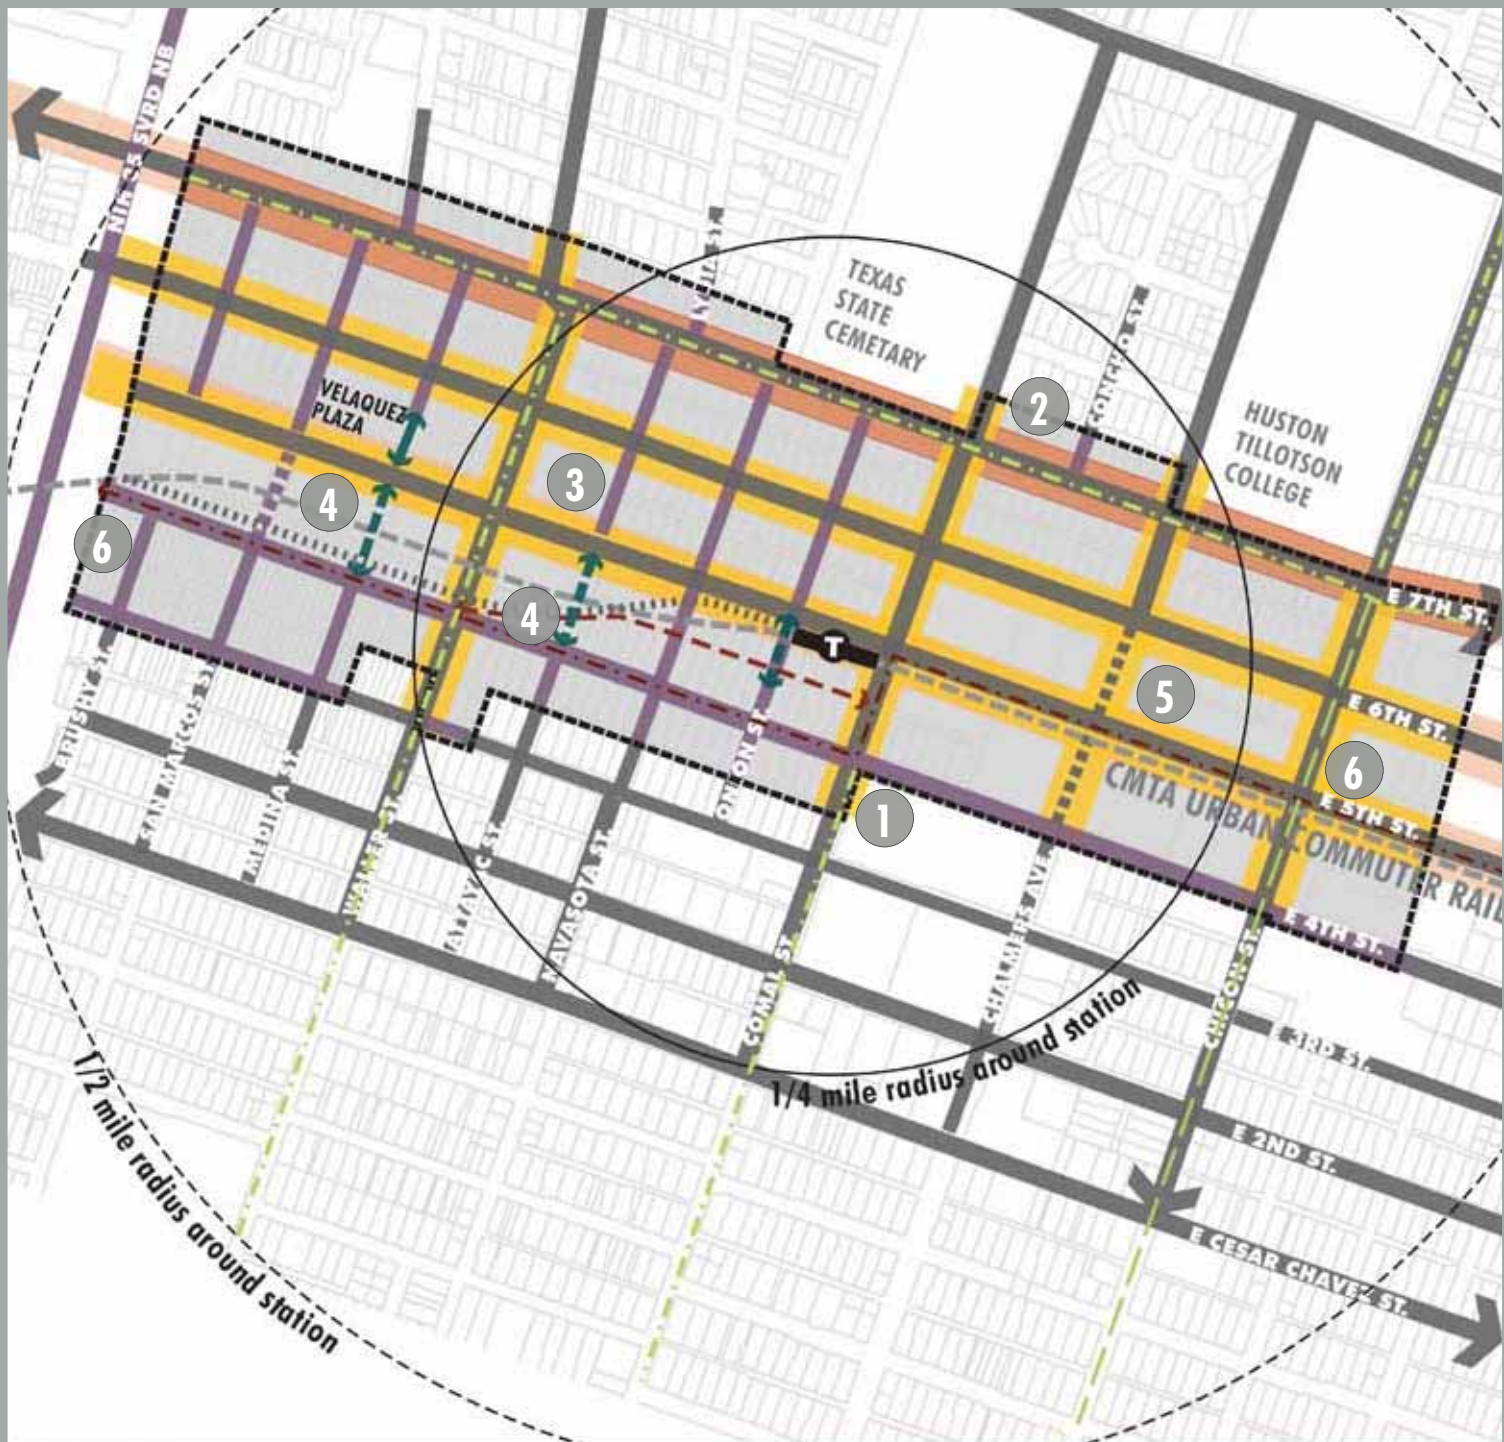 NIH 35 SVRD NB
TEXAS
STATE
CEMETARY
CONCHO ST
2
HUSTON
TILLOTSON
COLLEGE
VELAQUEZ
PLAZA
3
4
6
4
T
5
E 7TH ST.
E 6TH ST.
6
E 5TH ST.
CMTA URBAN COMMUTER RAIL
1
E 4TH ST.
SAN MARCOS ST
MEDINA ST.
WALLER ST.
NAVASOTA ST.
COMAL ST.
CHALMERS AVE
CHICON ST.
E 3RD ST.
E 2ND ST.
E CESAR CHAVEZ ST.
1/4 mile radius around station
1/2 mile radius around station